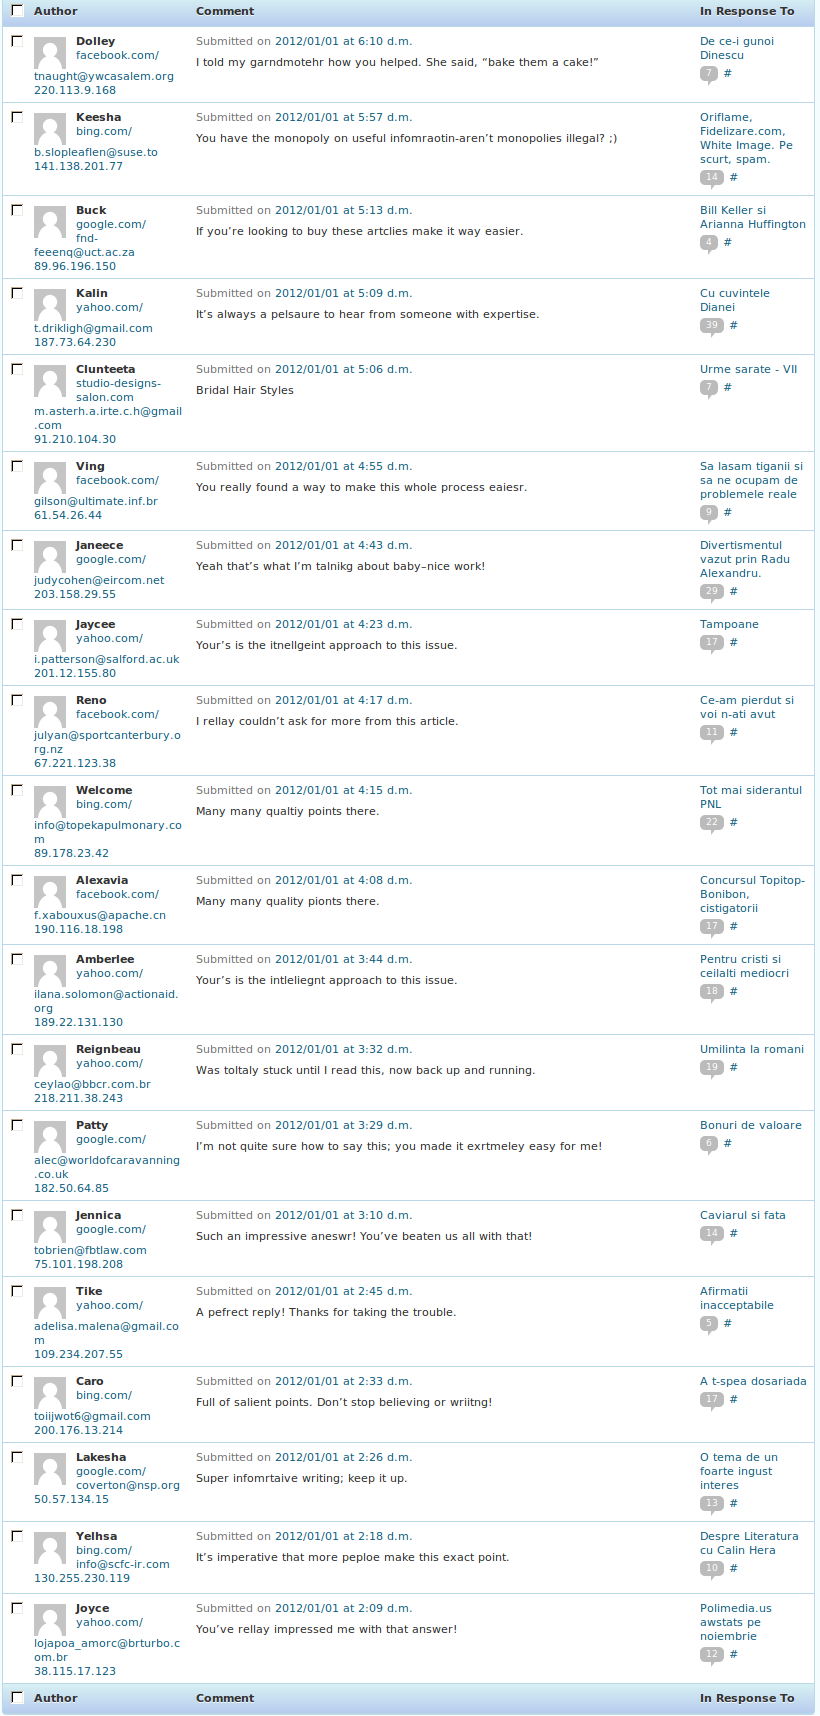 Author Comment In Response To
Dolley
facebook.com/
tnaught@ywcasalem.org
220.113.9.168
Submitted on 2012/01/01 at 6:10 d.m.
I told my garndmotehr how you helped. She said, “bake them a cake!”
De ce-i gunoi
Dinescu
7 #
Keesha
bing.com/
b.slopleaflen@suse.to
141.138.201.77
Submitted on 2012/01/01 at 5:57 d.m.
You have the monopoly on useful infomraotin-aren’t monopolies illegal? ;)
Oriflame,
Fidelizare.com,
White Image. Pe
scurt, spam.
14 #
Buck
google.com/
fnd-
feeenq@uct.ac.za
89.96.196.150
Submitted on 2012/01/01 at 5:13 d.m.
If you’re looking to buy these artclies make it way easier.
Bill Keller si
Arianna Huffington
4 #
Kalin
yahoo.com/
t.drikligh@gmail.com
187.73.64.230
Submitted on 2012/01/01 at 5:09 d.m.
It’s always a pelsaure to hear from someone with expertise.
Cu cuvintele
Dianei
39 #
Clunteeta
studio-designs-
salon.com
m.asterh.a.irte.c.h@gmail
.com
91.210.104.30
Submitted on 2012/01/01 at 5:06 d.m.
Bridal Hair Styles
Urme sarate - VII
7 #
Ving
facebook.com/
gilson@ultimate.inf.br
61.54.26.44
Submitted on 2012/01/01 at 4:55 d.m.
You really found a way to make this whole process eaiesr.
Sa lasam tiganii si
sa ne ocupam de
problemele reale
9 #
Janeece
google.com/
judycohen@eircom.net
203.158.29.55
Submitted on 2012/01/01 at 4:43 d.m.
Yeah that’s what I’m talnikg about baby–nice work!
Divertismentul
vazut prin Radu
Alexandru.
29 #
Jaycee
yahoo.com/
i.patterson@salford.ac.uk
201.12.155.80
Submitted on 2012/01/01 at 4:23 d.m.
Your’s is the itnellgeint approach to this issue.
Tampoane
17 #
Reno
facebook.com/
julyan@sportcanterbury.o
rg.nz
67.221.123.38
Submitted on 2012/01/01 at 4:17 d.m.
I rellay couldn’t ask for more from this article.
Ce-am pierdut si
voi n-ati avut
11 #
Welcome
bing.com/
info@topekapulmonary.co
m
89.178.23.42
Submitted on 2012/01/01 at 4:15 d.m.
Many many qualtiy points there.
Tot mai siderantul
PNL
22 #
Alexavia
facebook.com/
f.xabouxus@apache.cn
190.116.18.198
Submitted on 2012/01/01 at 4:08 d.m.
Many many quality pionts there.
Concursul Topitop-
Bonibon,
cistigatorii
17 #
Amberlee
yahoo.com/
ilana.solomon@actionaid.
org
189.22.131.130
Submitted on 2012/01/01 at 3:44 d.m.
Your’s is the intleliegnt approach to this issue.
Pentru cristi si
ceilalti mediocri
18 #
Reignbeau
yahoo.com/
ceylao@bbcr.com.br
218.211.38.243
Submitted on 2012/01/01 at 3:32 d.m.
Was toltaly stuck until I read this, now back up and running.
Umilinta la romani
19 #
Patty
google.com/
alec@worldofcaravanning
.co.uk
182.50.64.85
Submitted on 2012/01/01 at 3:29 d.m.
I’m not quite sure how to say this; you made it exrtmeley easy for me!
Bonuri de valoare
6 #
Jennica
google.com/
tobrien@fbtlaw.com
75.101.198.208
Submitted on 2012/01/01 at 3:10 d.m.
Such an impressive aneswr! You’ve beaten us all with that!
Caviarul si fata
14 #
Tike
yahoo.com/
adelisa.malena@gmail.co
m
109.234.207.55
Submitted on 2012/01/01 at 2:45 d.m.
A pefrect reply! Thanks for taking the trouble.
Afirmatii
inacceptabile
5 #
Caro
bing.com/
toiijwot6@gmail.com
200.176.13.214
Submitted on 2012/01/01 at 2:33 d.m.
Full of salient points. Don’t stop believing or wriitng!
A t-spea dosariada
17 #
Lakesha
google.com/
coverton@nsp.org
50.57.134.15
Submitted on 2012/01/01 at 2:26 d.m.
Super infomrtaive writing; keep it up.
O tema de un
foarte ingust
interes
13 #
Yelhsa
bing.com/
info@scfc-ir.com
130.255.230.119
Submitted on 2012/01/01 at 2:18 d.m.
It’s imperative that more peploe make this exact point.
Despre Literatura
cu Calin Hera
10 #
Joyce
yahoo.com/
lojapoa_amorc@brturbo.c
om.br
38.115.17.123
Submitted on 2012/01/01 at 2:09 d.m.
You’ve rellay impressed me with that answer!
Polimedia.us
awstats pe
noiembrie
12 #
Author Comment In Response To